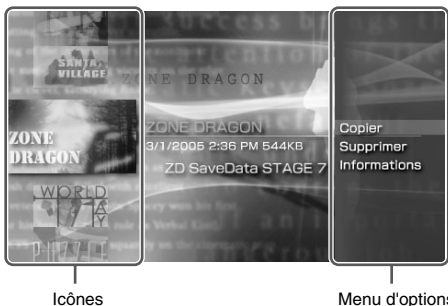 SANTA
VILLAGE
ZONE DRAGON
ZONE
DRAGON
ZONE DRAGON
3/1/2005 2:36 PM 544KB
ZD SaveData STAGE 7
Copier
Supprimer
Informations
WORLD
Icônes
Menu d'options